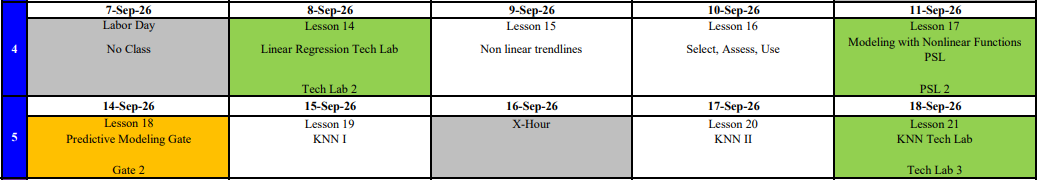 7-Sep-26 8-Sep-26 9-Sep-26 10-Sep-26 11-Sep-26
4
Labor Day
No Class
Lesson 14
Linear Regression Tech Lab
Tech Lab 2
Lesson 15
Non linear trendlines
Lesson 16
Select, Assess, Use
Lesson 17
Modeling with Nonlinear Functions
PSL
PSL 2
14-Sep-26 15-Sep-26 16-Sep-26 17-Sep-26 18-Sep-26
5
Lesson 18
Predictive Modeling Gate
Gate 2
Lesson 19
KNN I
X-Hour
Lesson 20
KNN II
Lesson 21
KNN Tech Lab
Tech Lab 3